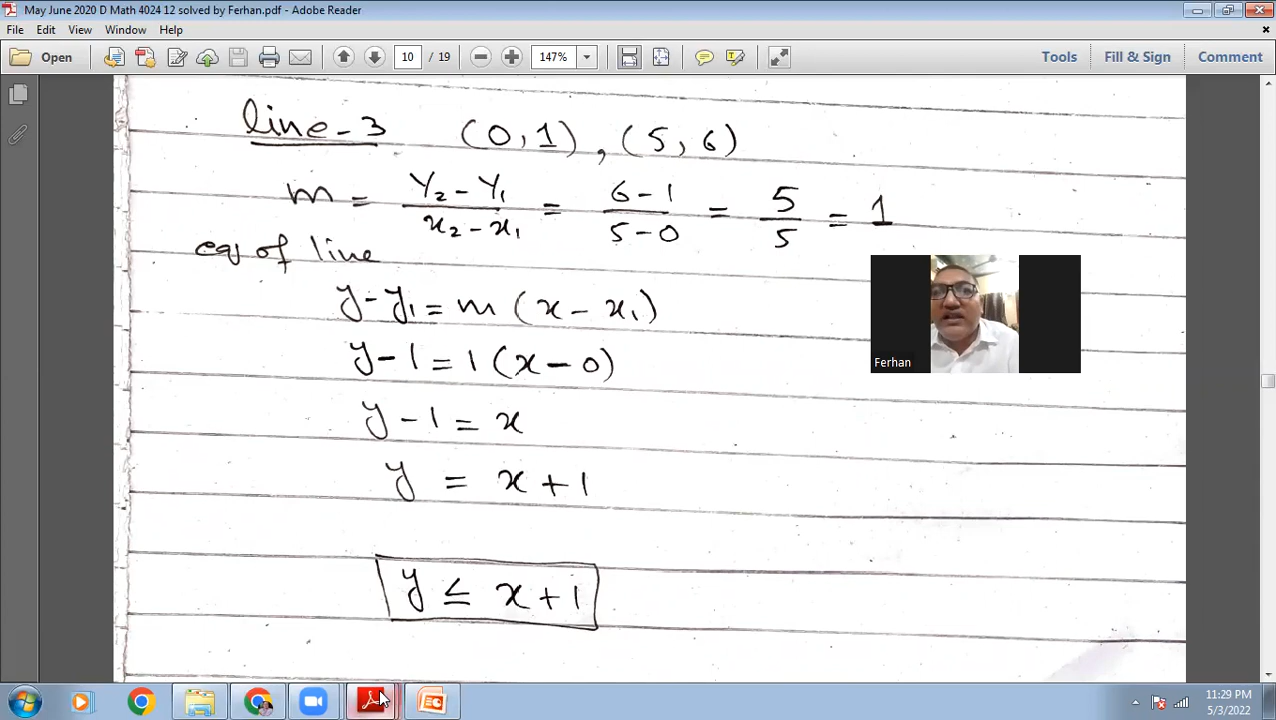 May June 2020 D Math 4024 12 solved by Ferhan.pdf - Adobe Reader
File Edit View Window Help
Open 10 / 19 147% Tools Fill & Sign Comment
line-3 (0,1), (5,6)
m = Y₂-Y₁/x₂-x₁ = 6-1/5-0 = 5/5 = 1
eq of line
y-y₁ = m(x-x₁)
y-1 = 1(x-0)
y-1 = x
y = x+1
y ≤ x+1
Ferhan
11:29 PM
5/3/2022